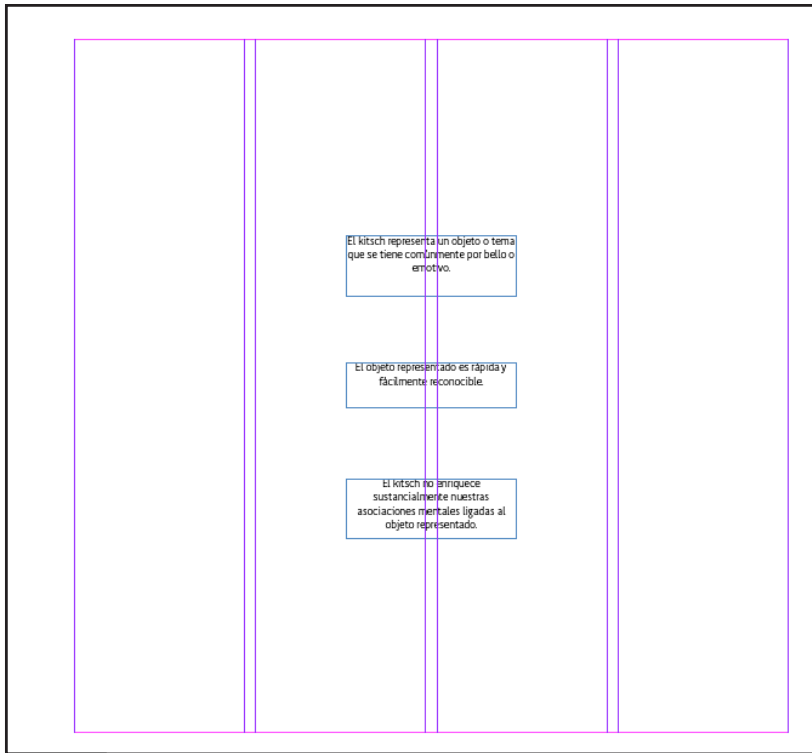 El kitsch representa un objeto o tema
que se tiene comúnmente por bello o
emotivo.
El objeto representado es rápida y
fácilmente reconocible.
El kitsch no enriquece
sustancialmente nuestras
asociaciones mentales ligadas al
objeto representado.